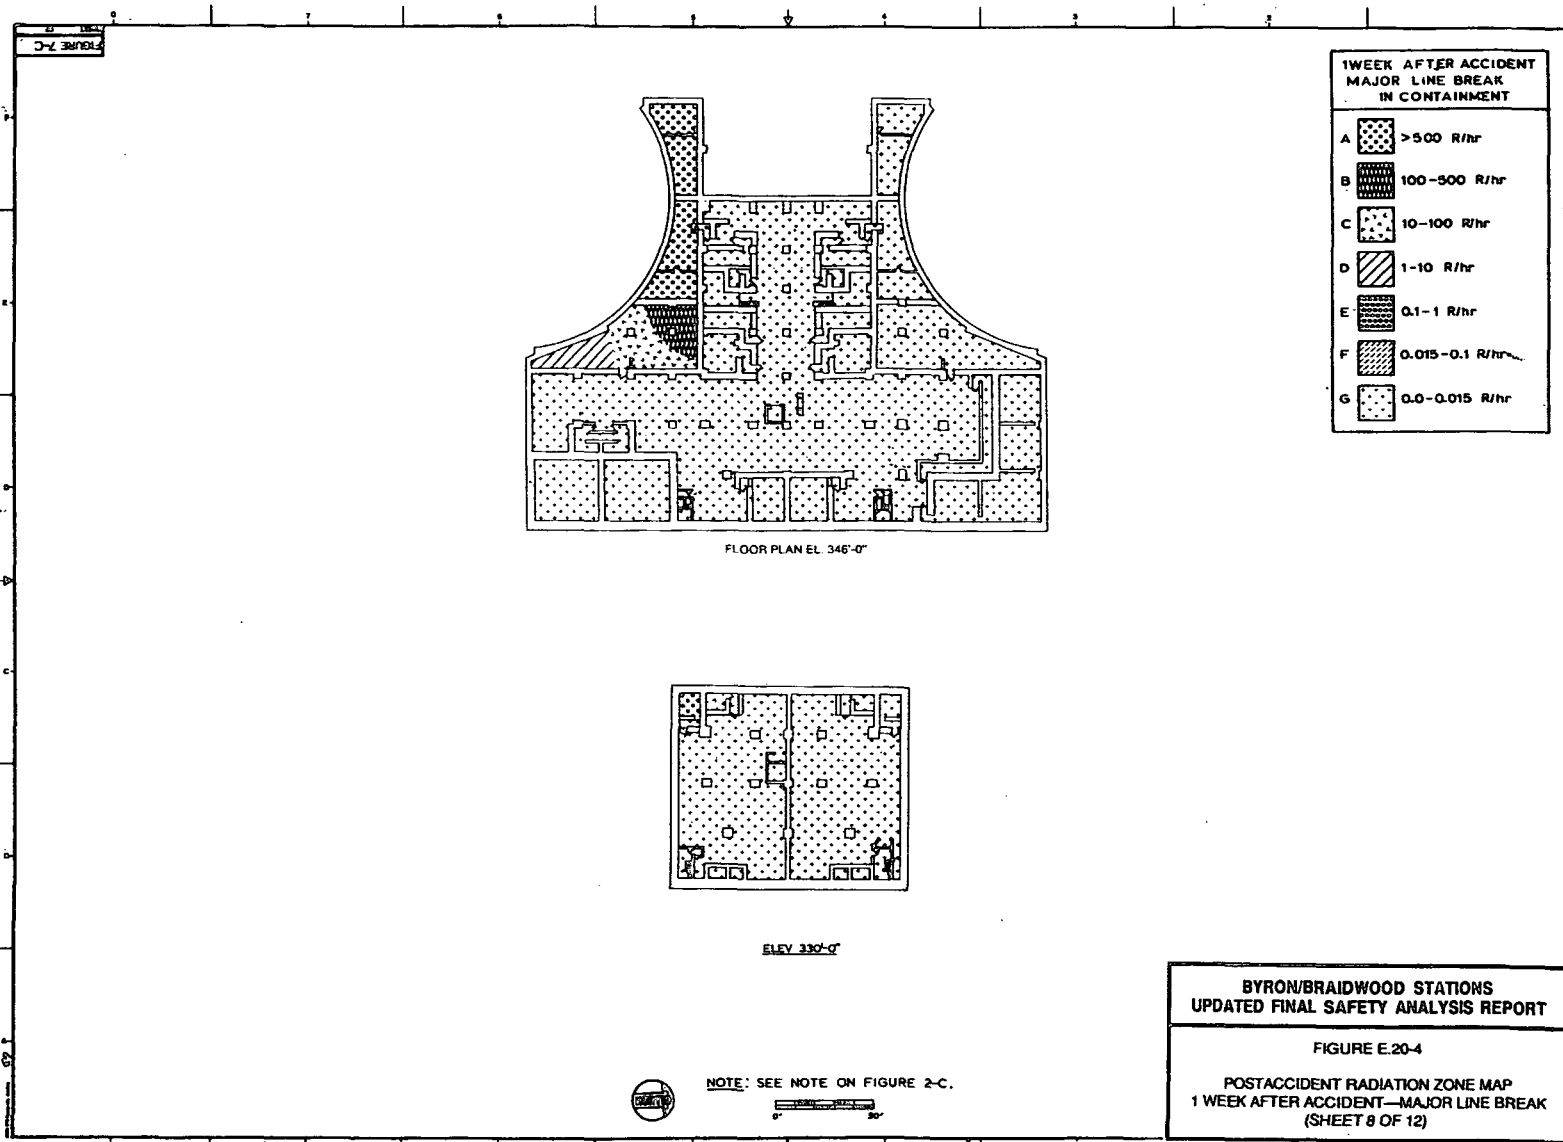 FIGURE 7-C
1WEEK AFTER ACCIDENT
MAJOR LINE BREAK
IN CONTAINMENT
A >500 R/hr
B 100-500 R/hr
C 10-100 R/hr
D 1-10 R/hr
E 0.1-1 R/hr
F 0.015-0.1 R/hr
G 0.0-0.015 R/hr
FLOOR PLAN EL. 346'-0"
ELEV 330'-0"
NOTE: SEE NOTE ON FIGURE 2-C.
BYRON/BRAIDWOOD STATIONS
UPDATED FINAL SAFETY ANALYSIS REPORT
FIGURE E.20-4
POSTACCIDENT RADIATION ZONE MAP
1 WEEK AFTER ACCIDENT—MAJOR LINE BREAK
(SHEET 8 OF 12)